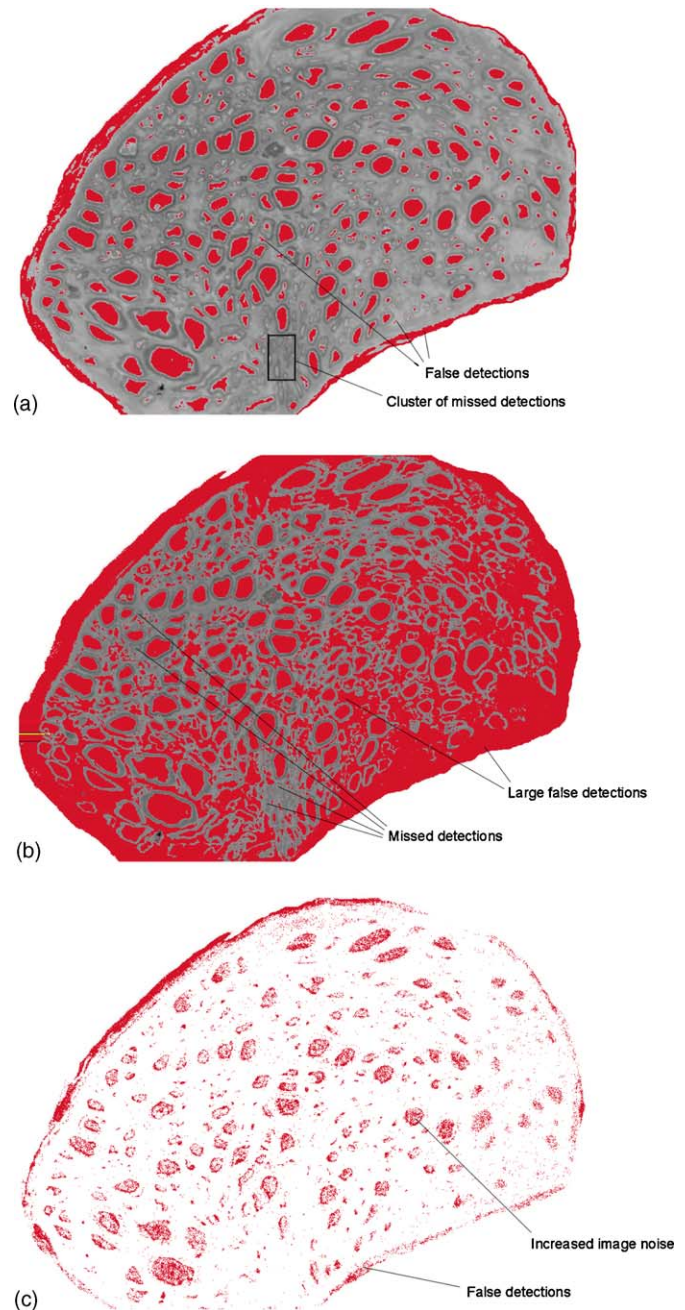 False detections
Cluster of missed detections
(a)
Large false detections
Missed detections
(b)
Increased image noise
False detections
(c)